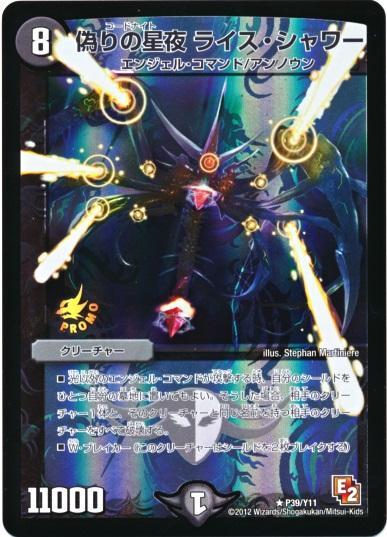 8
コードナイト
偽りの星夜 ライス・シャワー
エンジェル・コマンド/アンノウン
PROMO
クリーチャー
illus. Stephan Martiniere
■ 光以外のエンジェル・コマンドが攻撃する時、自分のシールドを
ひとつ自分の墓地に置いてもよい。そうした場合、相手のクリー
チャー1体と、そのクリーチャーと同じ名前を持つ相手のクリー
チャーをすべて破壊する。
■ W・ブレイカー(このクリーチャーはシールドを2枚ブレイクする)
11000
1
E2
★ P39/Y11
©2012 Wizards/Shogakukan/Mitsui-Kids